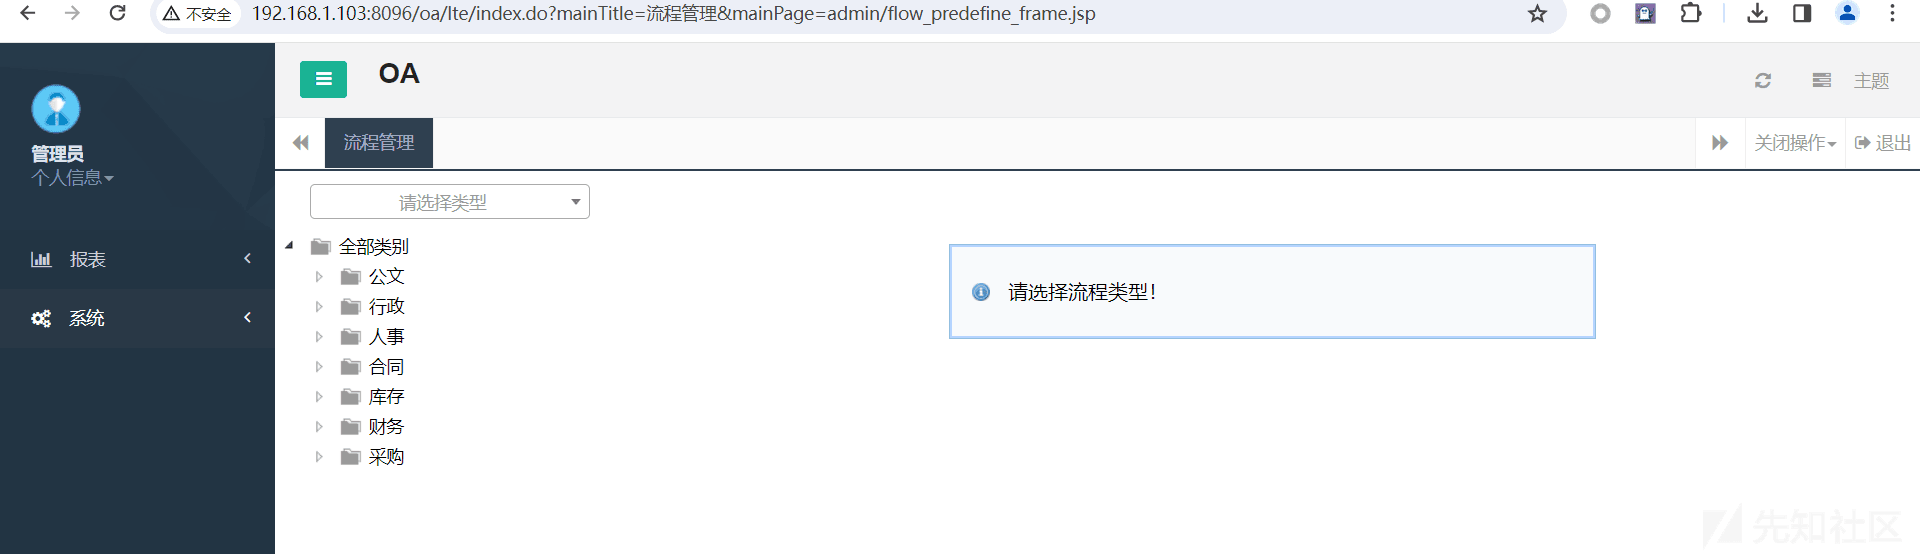 不安全
192.168.1.103:8096/oa/lte/index.do?mainTitle=流程管理&mainPage=admin/flow_predefine_frame.jsp
OA
主题
管理员
个人信息
流程管理
关闭操作
退出
报表
系统
请选择类型
全部类别
公文
行政
人事
合同
库存
财务
采购
请选择流程类型！
先知社区